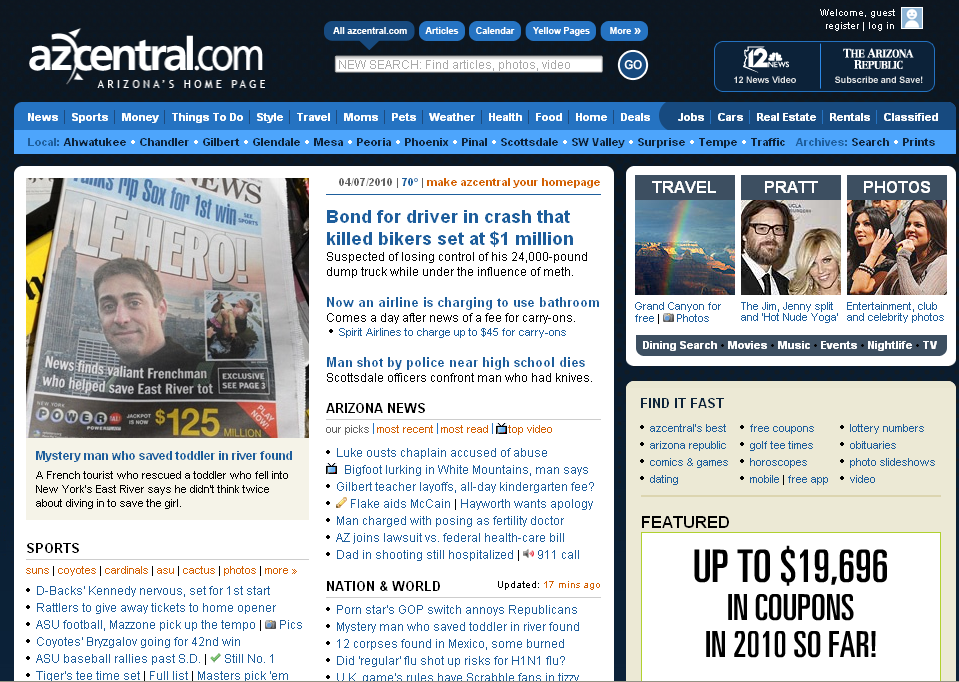 Welcome, guest
register | log in
azcentral.com
ARIZONA'S HOME PAGE
All azcentral.com Articles Calendar Yellow Pages More »
NEW SEARCH: Find articles, photos, video GO
12 NEWS
12 News Video
THE ARIZONA REPUBLIC
Subscribe and Save!
News Sports Money Things To Do Style Travel Moms Pets Weather Health Food Home Deals Jobs Cars Real Estate Rentals Classified
Local: Ahwatukee • Chandler • Gilbert • Glendale • Mesa • Peoria • Phoenix • Pinal • Scottsdale • SW Valley • Surprise • Tempe • Traffic Archives: Search • Prints
Yanks rip Sox for 1st win
SEE SPORTS
NEWS
LE HERO!
News finds valiant Frenchman
who helped save East River tot
EXCLUSIVE
SEE PAGE 3
POWER
JACKPOT IS NOW
$125 MILLION
PLAY NOW!
Mystery man who saved toddler in river found
A French tourist who rescued a toddler who fell into
New York's East River says he didn't think twice
about diving in to save the girl.
SPORTS
suns | coyotes | cardinals | asu | cactus | photos | more »
• D-Backs' Kennedy nervous, set for 1st start
• Rattlers to give away tickets to home opener
• ASU football, Mazzone pick up the tempo | Pics
• Coyotes' Bryzgalov going for 42nd win
• ASU baseball rallies past S.D. | Still No. 1
• Tiger's tee time set | Full list | Masters pick 'em
04/07/2010 | 70° | make azcentral your homepage
Bond for driver in crash that
killed bikers set at $1 million
Suspected of losing control of his 24,000-pound
dump truck while under the influence of meth.
Now an airline is charging to use bathroom
Comes a day after news of a fee for carry-ons.
• Spirit Airlines to charge up to $45 for carry-ons
Man shot by police near high school dies
Scottsdale officers confront man who had knives.
ARIZONA NEWS
our picks | most recent | most read | top video
• Luke ousts chaplain accused of abuse
Bigfoot lurking in White Mountains, man says
• Gilbert teacher layoffs, all-day kindergarten fee?
• Flake aids McCain | Hayworth wants apology
• Man charged with posing as fertility doctor
• AZ joins lawsuit vs. federal health-care bill
• Dad in shooting still hospitalized | 911 call
NATION & WORLD Updated: 17 mins ago
• Porn star's GOP switch annoys Republicans
• Mystery man who saved toddler in river found
• 12 corpses found in Mexico, some burned
• Did 'regular' flu shot up risks for H1N1 flu?
• U.K. game's rules have Scrabble fans in tizzy
TRAVEL PRATT PHOTOS
Grand Canyon for
free | Photos
The Jim, Jenny split
and 'Hot Nude Yoga'
Entertainment, club
and celebrity photos
Dining Search • Movies • Music • Events • Nightlife • TV
FIND IT FAST
• azcentral's best • free coupons • lottery numbers
• arizona republic • golf tee times • obituaries
• comics & games • horoscopes • photo slideshows
• dating • mobile | free app • video
FEATURED
UP TO $19,696
IN COUPONS
IN 2010 SO FAR!